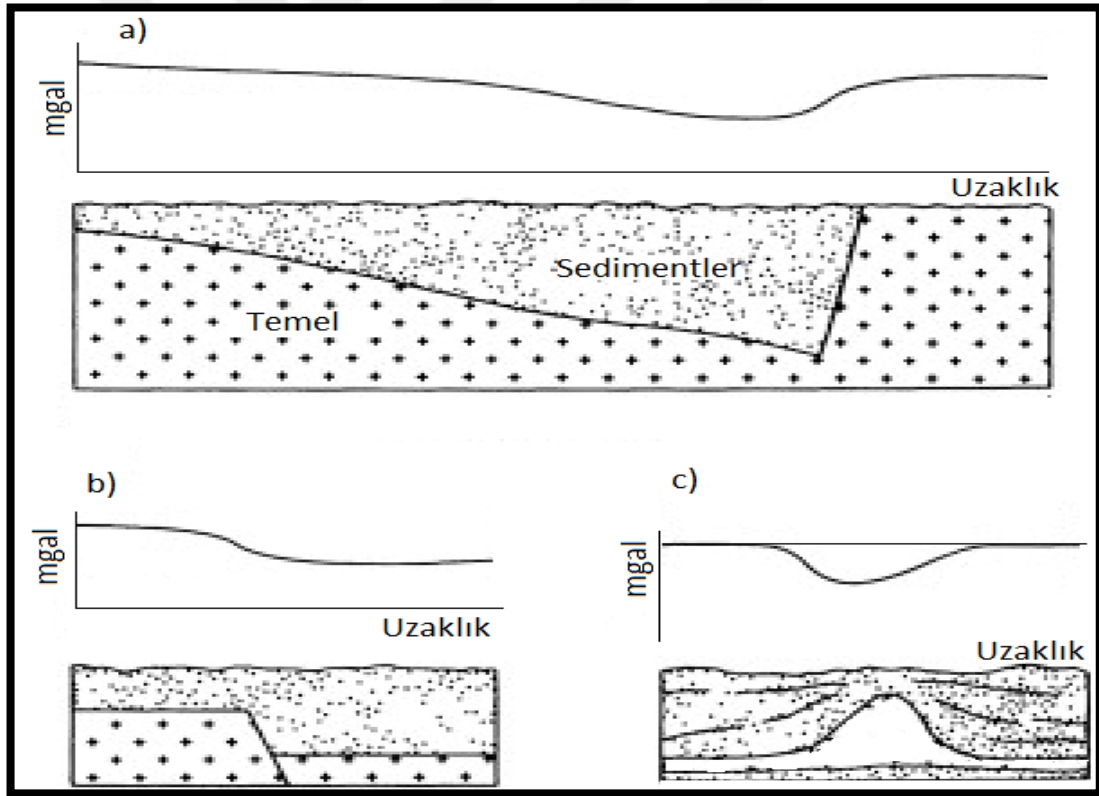 a)
mgal
Uzaklık
Sedimentler
Temel
b)
mgal
Uzaklık
c)
mgal
Uzaklık